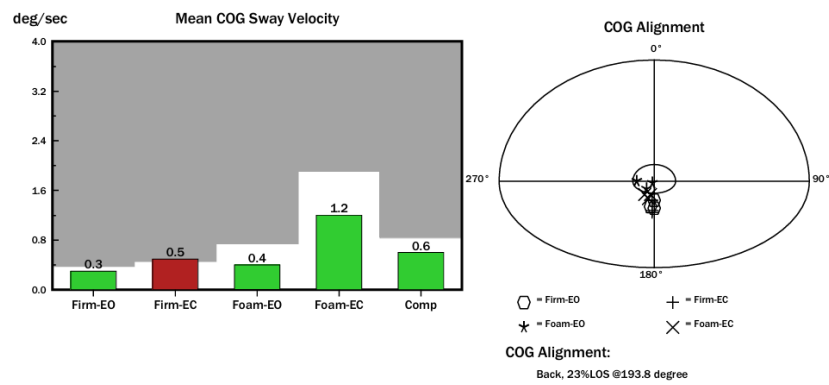 deg/sec
Mean COG Sway Velocity
4.0
3.2
2.4
1.6
0.8
0.0
0.3
0.5
0.4
1.2
0.6
Firm-EO Firm-EC Foam-EO Foam-EC Comp
COG Alignment
0°
270°
90°
180°
= Firm-EO
= Firm-EC
= Foam-EO
= Foam-EC
COG Alignment:
Back, 23%LOS @193.8 degree